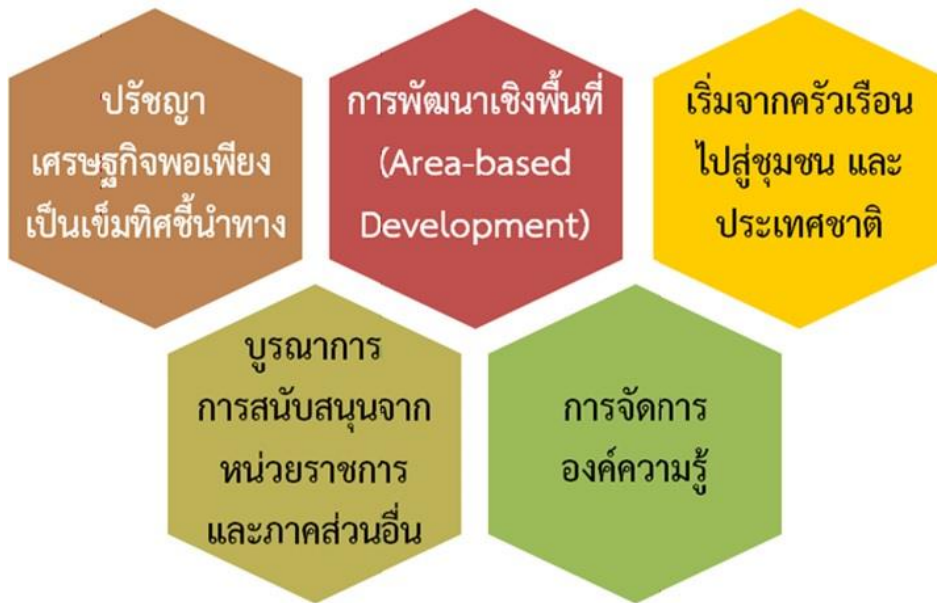 ปรัชญา
เศรษฐกิจพอเพียง
เป็นเข็มทิศชี้นำทาง
การพัฒนาเชิงพื้นที่
(Area-based
Development)
เริ่มจากครัวเรือน
ไปสู่ชุมชน และ
ประเทศชาติ
บูรณาการ
การสนับสนุนจาก
หน่วยราชการ
และภาคส่วนอื่น
การจัดการ
องค์ความรู้